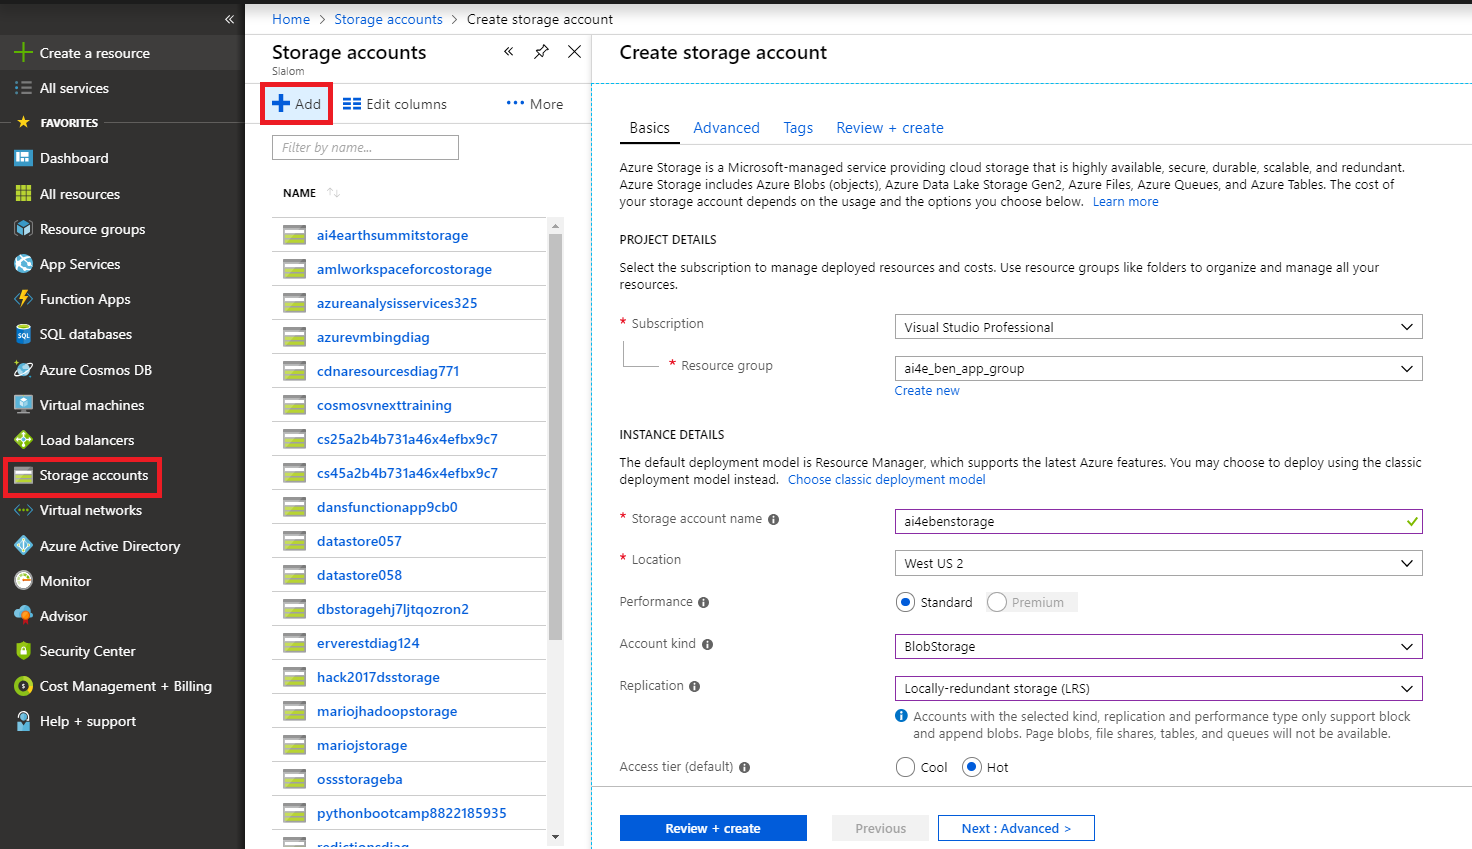 «
Create a resource
All services
FAVORITES
Dashboard
All resources
Resource groups
App Services
Function Apps
SQL databases
Azure Cosmos DB
Virtual machines
Load balancers
Storage accounts
Virtual networks
Azure Active Directory
Monitor
Advisor
Security Center
Cost Management + Billing
Help + support
Home > Storage accounts > Create storage account
Storage accounts
«
Slalom
Add
Edit columns
More
Filter by name...
NAME
ai4earthsummitstorage
amlworkspaceforcostorage
azureanalysisservices325
azurevmbingdiag
cdnaresourcesdiag771
cosmosvnexttraining
cs25a2b4b731a46x4efbx9c7
cs45a2b4b731a46x4efbx9c7
dansfunctionapp9cb0
datastore057
datastore058
dbstoragehj7ljtqozron2
erverestdiag124
hack2017dsstorage
mariojhadoopstorage
mariojstorage
ossstorageba
pythonbootcamp8822185935
redictionsdiag
Create storage account
Basics Advanced Tags Review + create
Azure Storage is a Microsoft-managed service providing cloud storage that is highly available, secure, durable, scalable, and redundant.
Azure Storage includes Azure Blobs (objects), Azure Data Lake Storage Gen2, Azure Files, Azure Queues, and Azure Tables. The cost of
your storage account depends on the usage and the options you choose below. Learn more
PROJECT DETAILS
Select the subscription to manage deployed resources and costs. Use resource groups like folders to organize and manage all your
resources.
* Subscription
Visual Studio Professional
* Resource group
ai4e_ben_app_group
Create new
INSTANCE DETAILS
The default deployment model is Resource Manager, which supports the latest Azure features. You may choose to deploy using the classic
deployment model instead. Choose classic deployment model
* Storage account name
ai4ebenstorage
* Location
West US 2
Performance
Standard Premium
Account kind
BlobStorage
Replication
Locally-redundant storage (LRS)
Accounts with the selected kind, replication and performance type only support block
and append blobs. Page blobs, file shares, tables, and queues will not be available.
Access tier (default)
Cool Hot
Review + create
Previous
Next : Advanced >